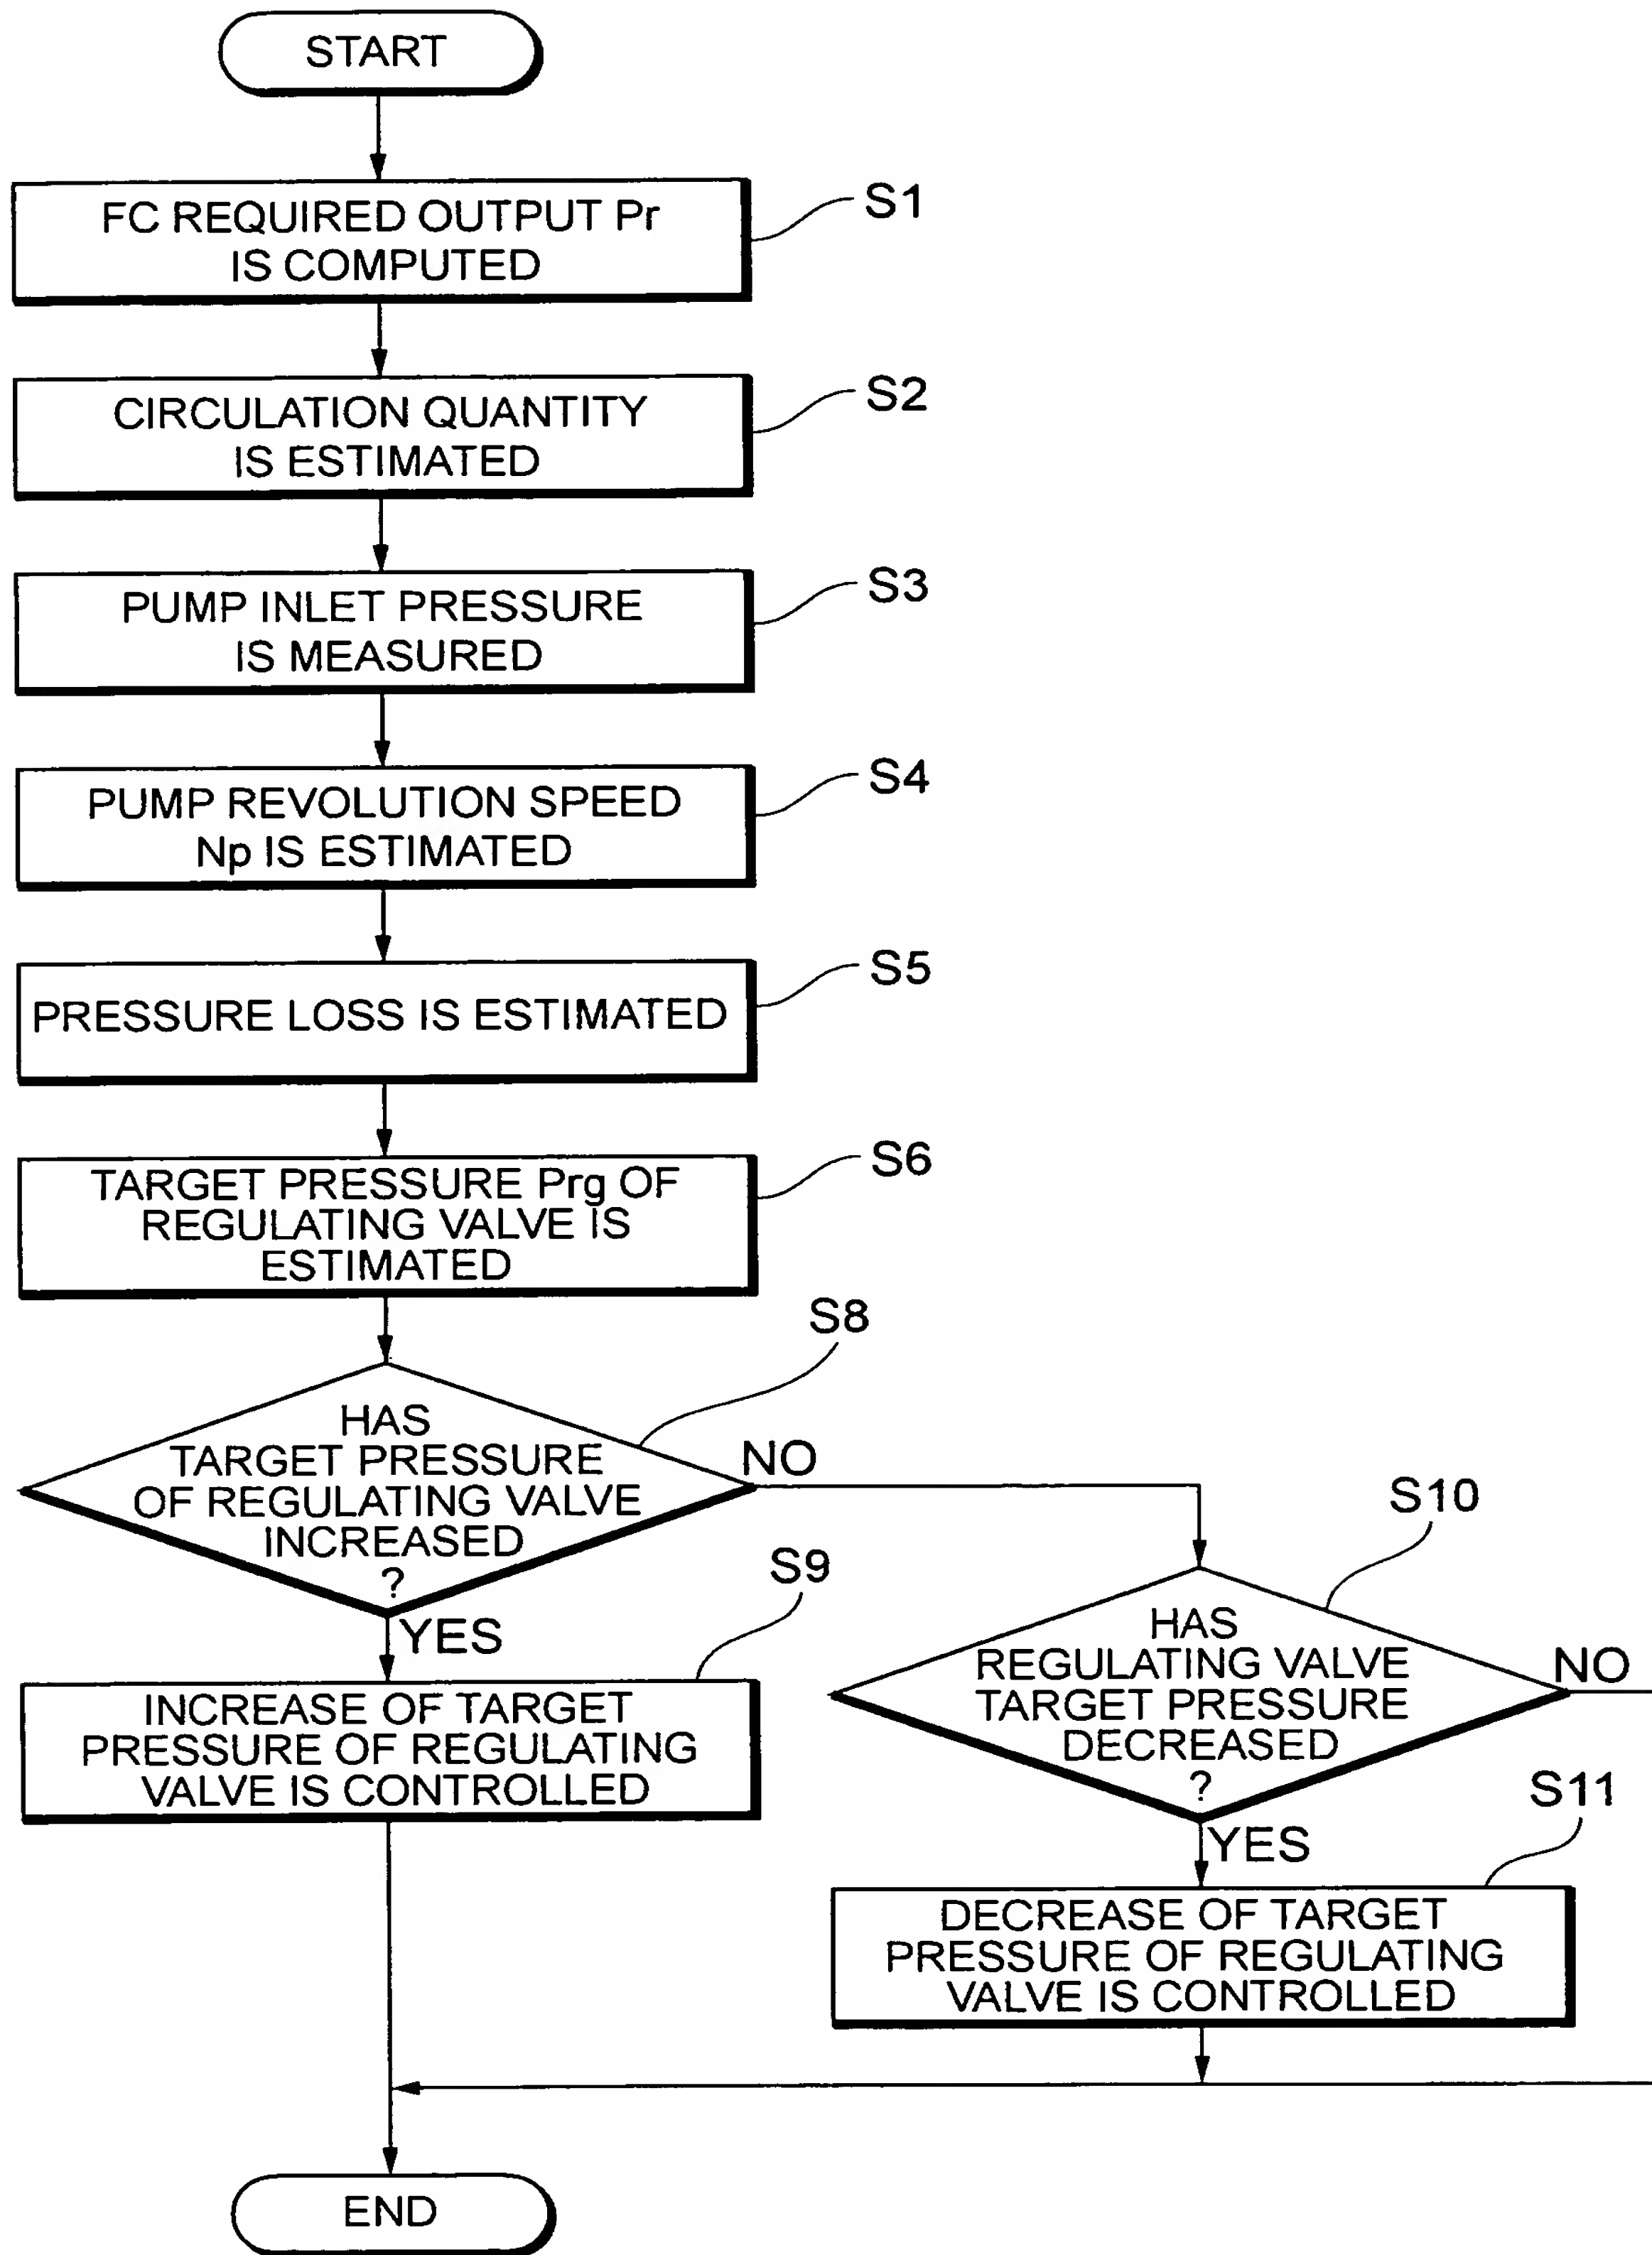 START
FC REQUIRED OUTPUT Pr
IS COMPUTED
S1
CIRCULATION QUANTITY
IS ESTIMATED
S2
PUMP INLET PRESSURE
IS MEASURED
S3
PUMP REVOLUTION SPEED
Np IS ESTIMATED
S4
PRESSURE LOSS IS ESTIMATED
S5
TARGET PRESSURE Prg OF
REGULATING VALVE IS
ESTIMATED
S6
HAS
TARGET PRESSURE
OF REGULATING VALVE
INCREASED
?
S8
NO
YES
INCREASE OF TARGET
PRESSURE OF REGULATING
VALVE IS CONTROLLED
S9
HAS
REGULATING VALVE
TARGET PRESSURE
DECREASED
?
S10
NO
YES
DECREASE OF TARGET
PRESSURE OF REGULATING
VALVE IS CONTROLLED
S11
END